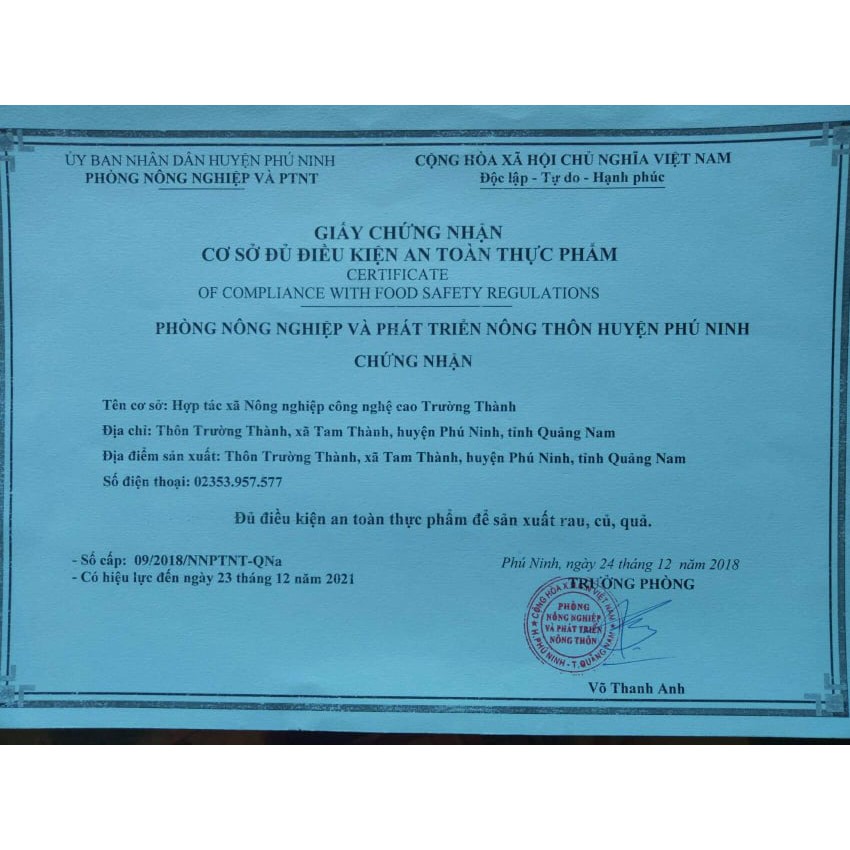 ỦY BAN NHÂN DÂN HUYỆN PHÚ NINH
PHÒNG NÔNG NGHIỆP VÀ PTNT
CỘNG HÒA XÃ HỘI CHỦ NGHĨA VIỆT NAM
Độc lập - Tự do - Hạnh phúc
GIẤY CHỨNG NHẬN
CƠ SỞ ĐỦ ĐIỀU KIỆN AN TOÀN THỰC PHẨM
CERTIFICATE
OF COMPLIANCE WITH FOOD SAFETY REGULATIONS
PHÒNG NÔNG NGHIỆP VÀ PHÁT TRIỂN NÔNG THÔN HUYỆN PHÚ NINH
CHỨNG NHẬN
Tên cơ sở: Hợp tác xã Nông nghiệp công nghệ cao Trường Thành
Địa chỉ: Thôn Trường Thành, xã Tam Thành, huyện Phú Ninh, tỉnh Quảng Nam
Địa điểm sản xuất: Thôn Trường Thành, xã Tam Thành, huyện Phú Ninh, tỉnh Quảng Nam
Số điện thoại: 02353.957.577
Đủ điều kiện an toàn thực phẩm để sản xuất rau, củ, quả.
- Số cấp: 09/2018/NNPTNT-QNa
- Có hiệu lực đến ngày 23 tháng 12 năm 2021
Phú Ninh, ngày 24 tháng 12 năm 2018
TRƯỞNG PHÒNG
CỘNG HÒA X.H.C.N VIỆT NAM
PHÒNG
NÔNG NGHIỆP
VÀ PHÁT TRIỂN
NÔNG THÔN
H.PHÚ NINH - T.QUẢNG NAM
Võ Thanh Anh